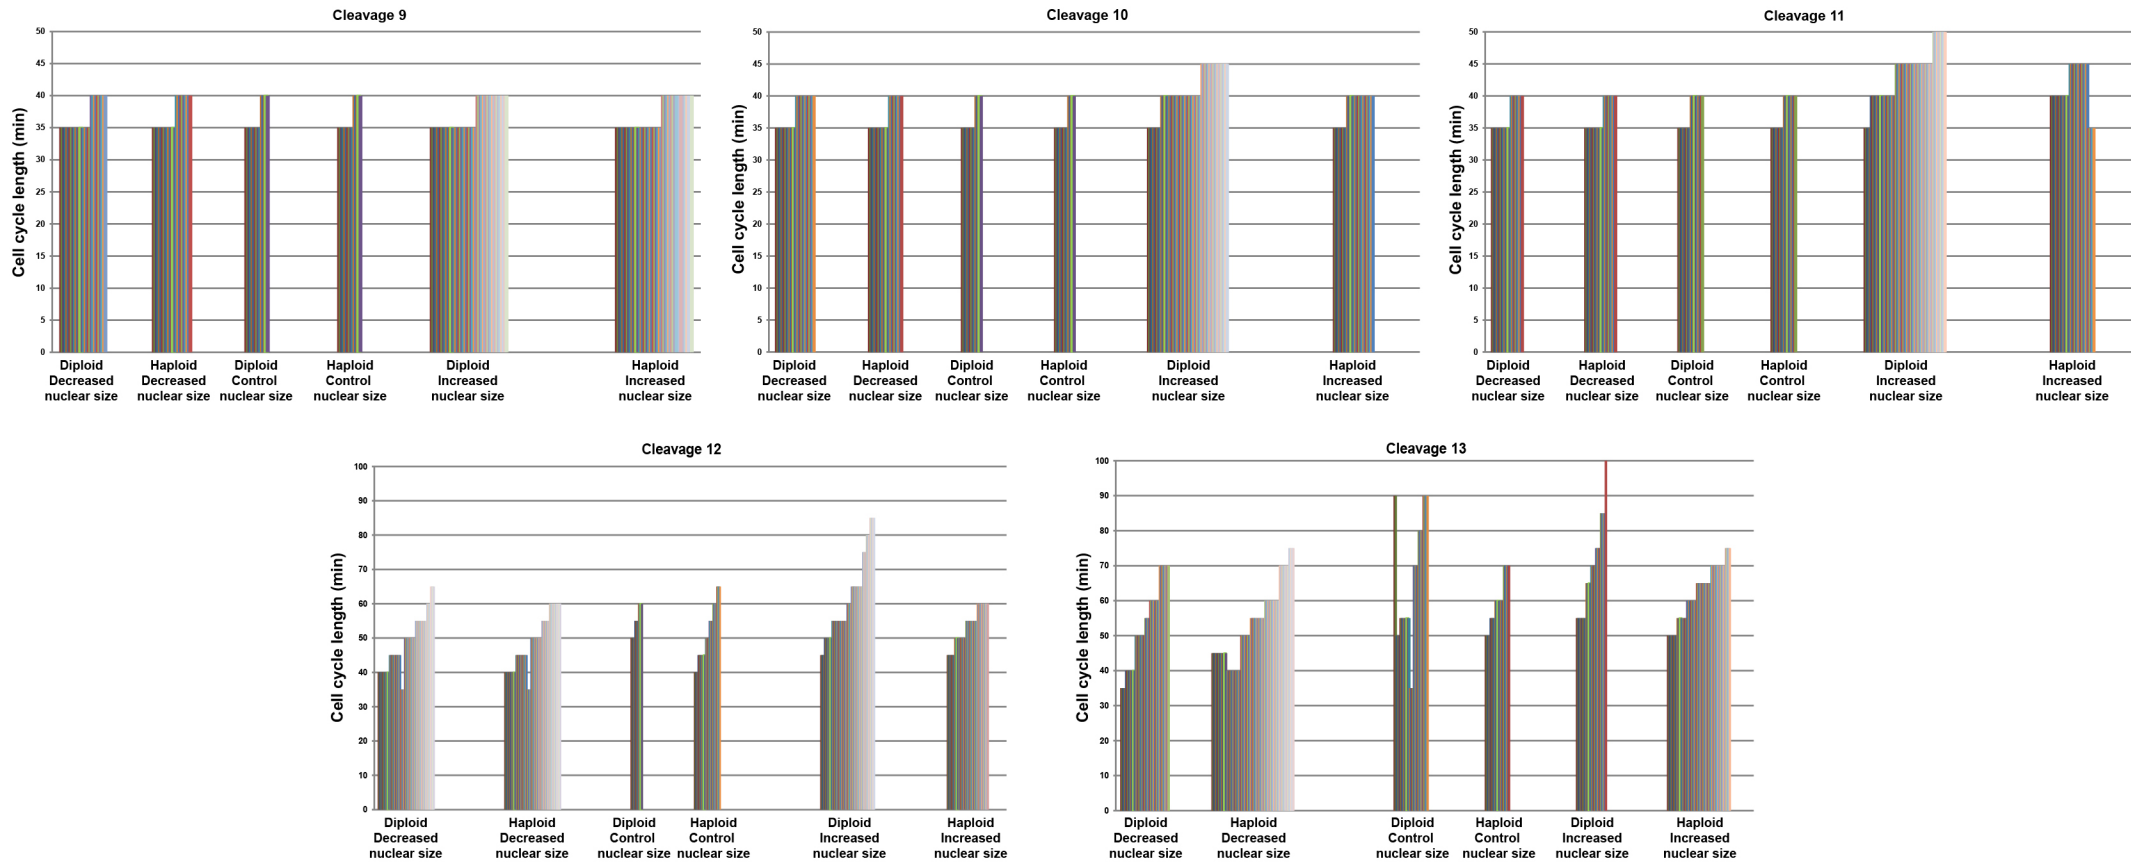 Cleavage 9
Cell cycle length (min)
50
45
40
35
30
25
20
15
10
5
0
Diploid Haploid Diploid Haploid Diploid Haploid
Decreased Decreased Control Control Increased Increased
nuclear size nuclear size nuclear size nuclear size nuclear size nuclear size
Cleavage 10
Cell cycle length (min)
50
45
40
35
30
25
20
15
10
5
0
Diploid Haploid Diploid Haploid Diploid Haploid
Decreased Decreased Control Control Increased Increased
nuclear size nuclear size nuclear size nuclear size nuclear size nuclear size
Cleavage 11
Cell cycle length (min)
50
45
40
35
30
25
20
15
10
5
0
Diploid Haploid Diploid Haploid Diploid Haploid
Decreased Decreased Control Control Increased Increased
nuclear size nuclear size nuclear size nuclear size nuclear size nuclear size
Cleavage 12
Cell cycle length (min)
100
90
80
70
60
50
40
30
20
10
0
Diploid Haploid Diploid Haploid Diploid Haploid
Decreased Decreased Control Control Increased Increased
nuclear size nuclear size nuclear size nuclear size nuclear size nuclear size
Cleavage 13
Cell cycle length (min)
100
90
80
70
60
50
40
30
20
10
0
Diploid Haploid Diploid Haploid Diploid Haploid
Decreased Decreased Control Control Increased Increased
nuclear size nuclear size nuclear size nuclear size nuclear size nuclear size